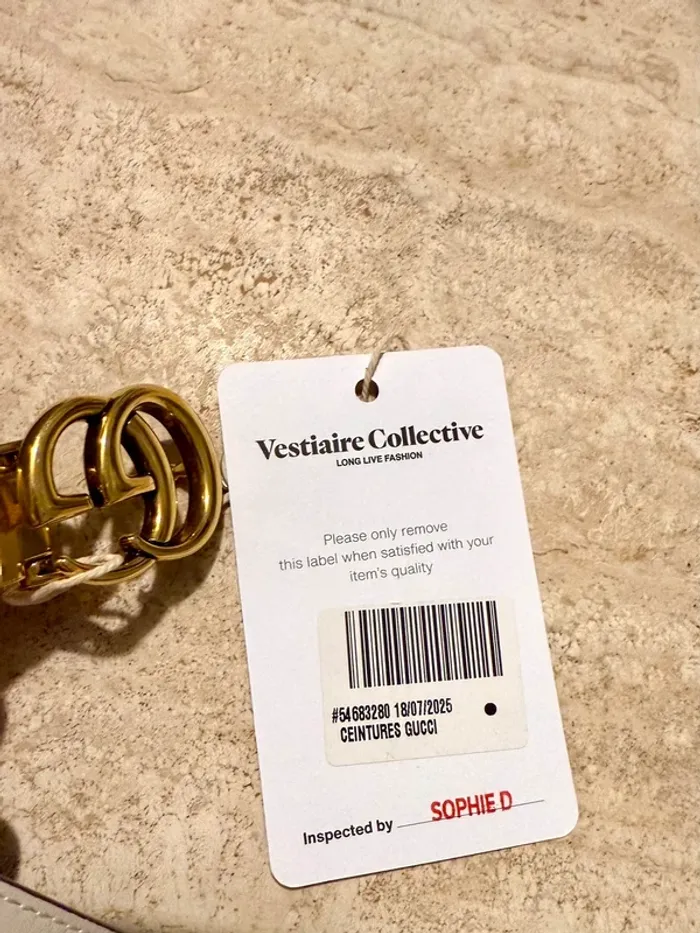 Vestiaire Collective
LONG LIVE FASHION
Please only remove
this label when satisfied with your
item's quality
#54683280 18/07/2025
CEINTURES GUCCI
Inspected by SOPHIE D